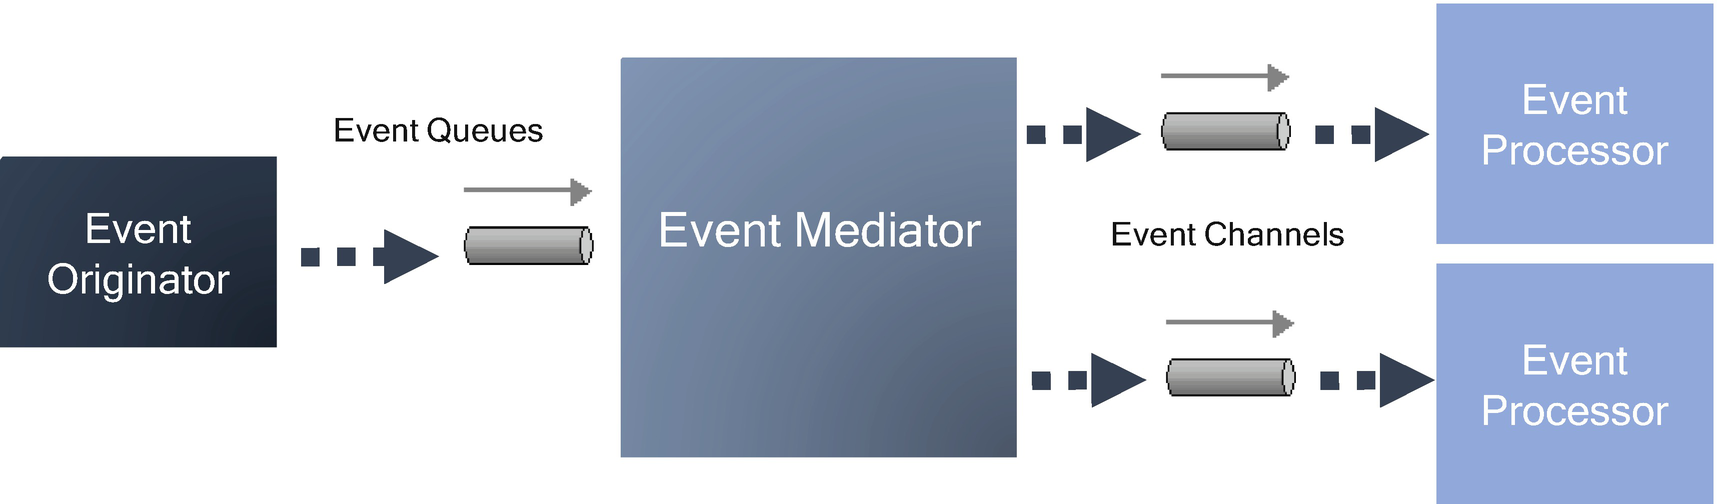 Event
Originator
Event Queues
Event Mediator
Event Channels
Event
Processor
Event
Processor